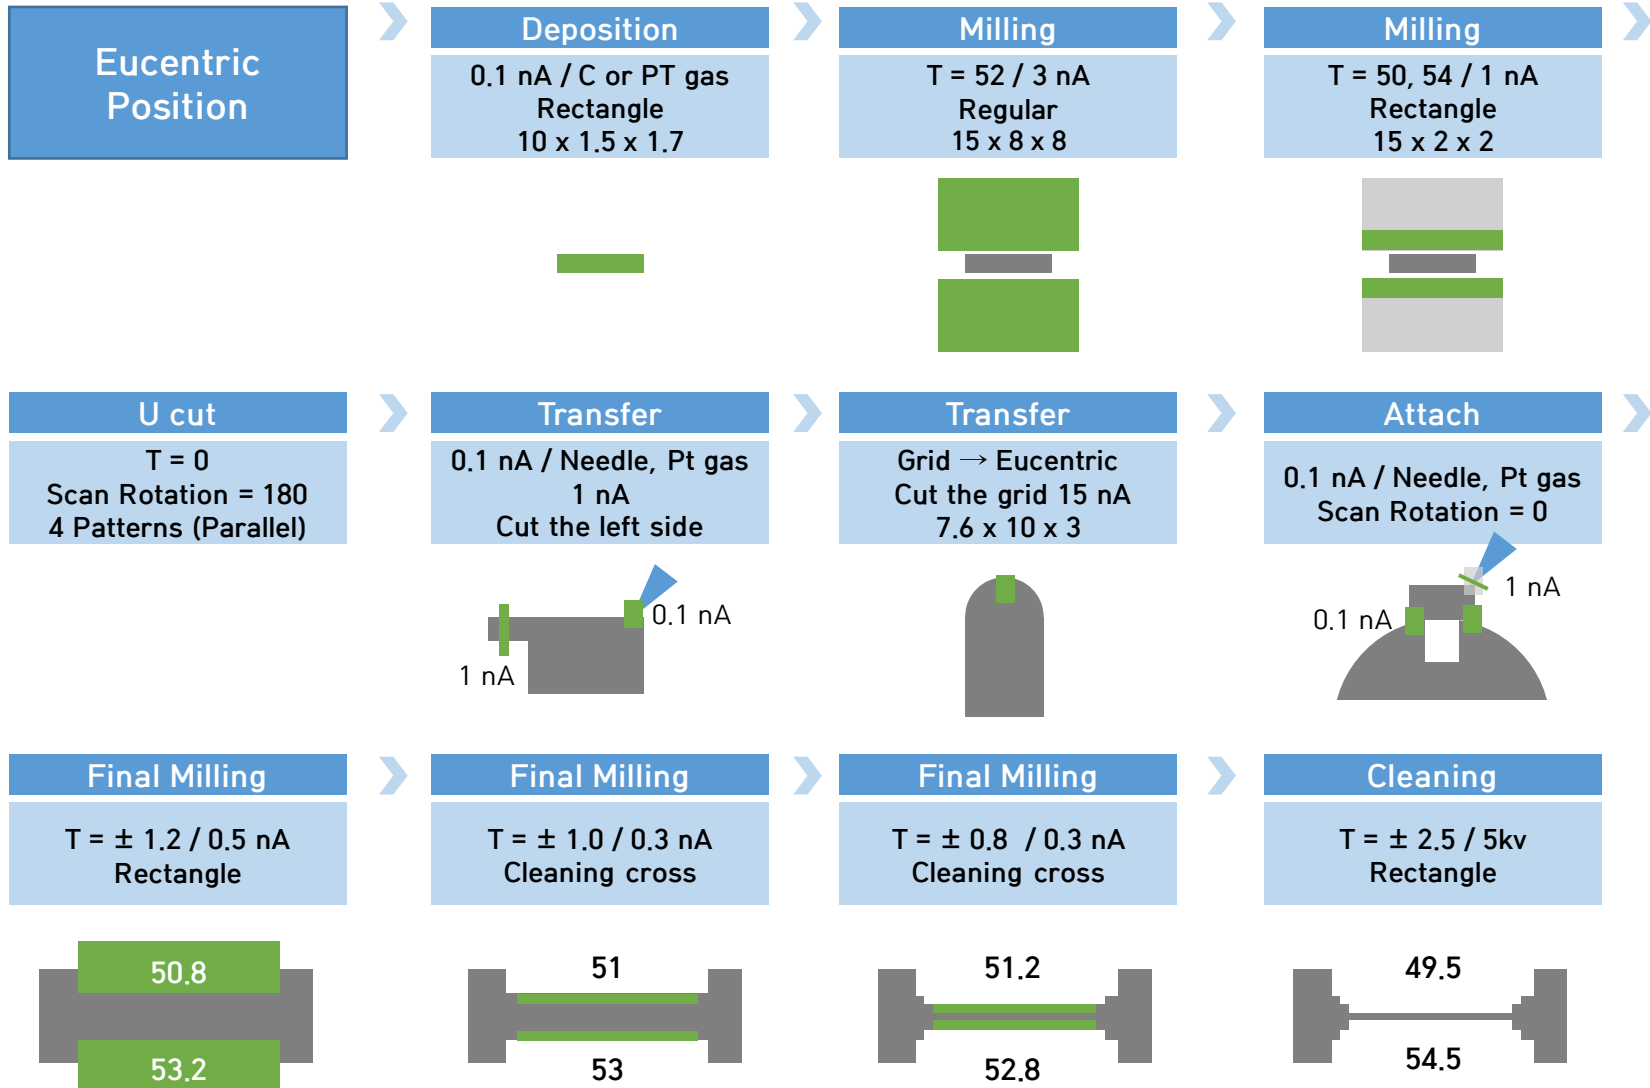 Eucentric
Position
Deposition
0.1 nA / C or PT gas
Rectangle
10 x 1.5 x 1.7
Milling
T = 52 / 3 nA
Regular
15 x 8 x 8
Milling
T = 50, 54 / 1 nA
Rectangle
15 x 2 x 2
U cut
T = 0
Scan Rotation = 180
4 Patterns (Parallel)
Transfer
0.1 nA / Needle, Pt gas
1 nA
Cut the left side
0.1 nA
1 nA
Transfer
Grid → Eucentric
Cut the grid 15 nA
7.6 x 10 x 3
Attach
0.1 nA / Needle, Pt gas
Scan Rotation = 0
1 nA
0.1 nA
Final Milling
T = ± 1.2 / 0.5 nA
Rectangle
50.8
53.2
Final Milling
T = ± 1.0 / 0.3 nA
Cleaning cross
51
53
Final Milling
T = ± 0.8 / 0.3 nA
Cleaning cross
51.2
52.8
Cleaning
T = ± 2.5 / 5kv
Rectangle
49.5
54.5